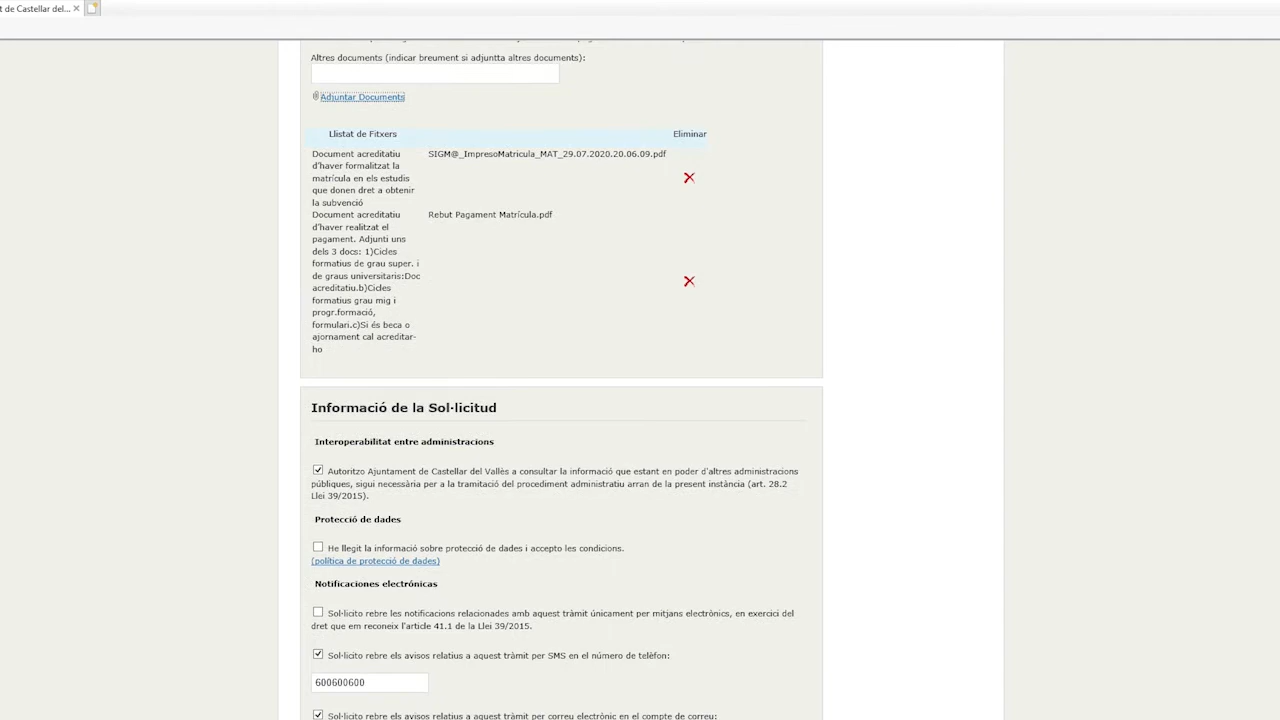 t de Castellar del...
Altres documents (indicar breument si adjuntta altres documents):
Adjuntar Documents
Llistat de Fitxers Eliminar
Document acreditatiu SIGM@_ImpresoMatricula_MAT_29.07.2020.20.06.09.pdf
d'haver formalitzat la
matrícula en els estudis
que donen dret a obtenir
la subvenció
Document acreditatiu Rebut Pagament Matrícula.pdf
d'haver realitzat el
pagament. Adjunti uns
dels 3 docs: 1)Cicles
formatius de grau super. i
de graus universitaris:Doc
acreditatiu.b)Cicles
formatius grau mig i
progr.formació,
formulari.c)Si és beca o
ajornament cal acreditar-
ho
Informació de la Sol·licitud
Interoperabilitat entre administracions
Autoritzo Ajuntament de Castellar del Vallès a consultar la informació que estant en poder d'altres administracions
públiques, sigui necessària per a la tramitació del procediment administratiu arran de la present instància (art. 28.2
Llei 39/2015).
Protecció de dades
He llegit la informació sobre protecció de dades i accepto les condicions.
(política de protecció de dades)
Notificaciones electrónicas
Sol·licito rebre les notificacions relacionades amb aquest tràmit únicament per mitjans electrònics, en exercici del
dret que em reconeix l'article 41.1 de la Llei 39/2015.
Sol·licito rebre els avisos relatius a aquest tràmit per SMS en el número de telèfon:
600600600
Sol·licito rebre els avisos relatius a aquest tràmit per correu electrònic en el compte de correu: